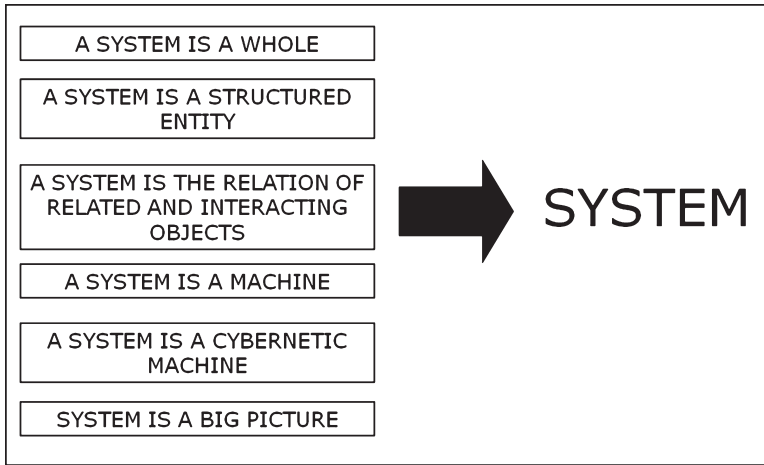 A SYSTEM IS A WHOLE
A SYSTEM IS A STRUCTURED
ENTITY
A SYSTEM IS THE RELATION OF
RELATED AND INTERACTING
OBJECTS
A SYSTEM IS A MACHINE
A SYSTEM IS A CYBERNETIC
MACHINE
SYSTEM IS A BIG PICTURE
SYSTEM